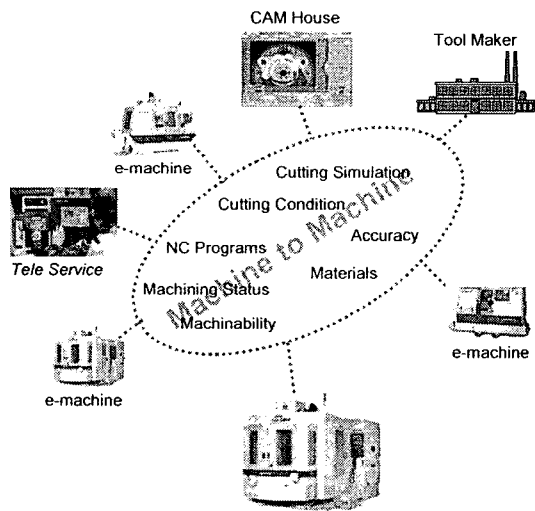 CAM House
Tool Maker
e-machine
Cutting Simulation
Cutting Condition
Accuracy
NC Programs
Tele Service
Materials
Machining Status
Machine to Machine
Machinability
e-machine
e-machine